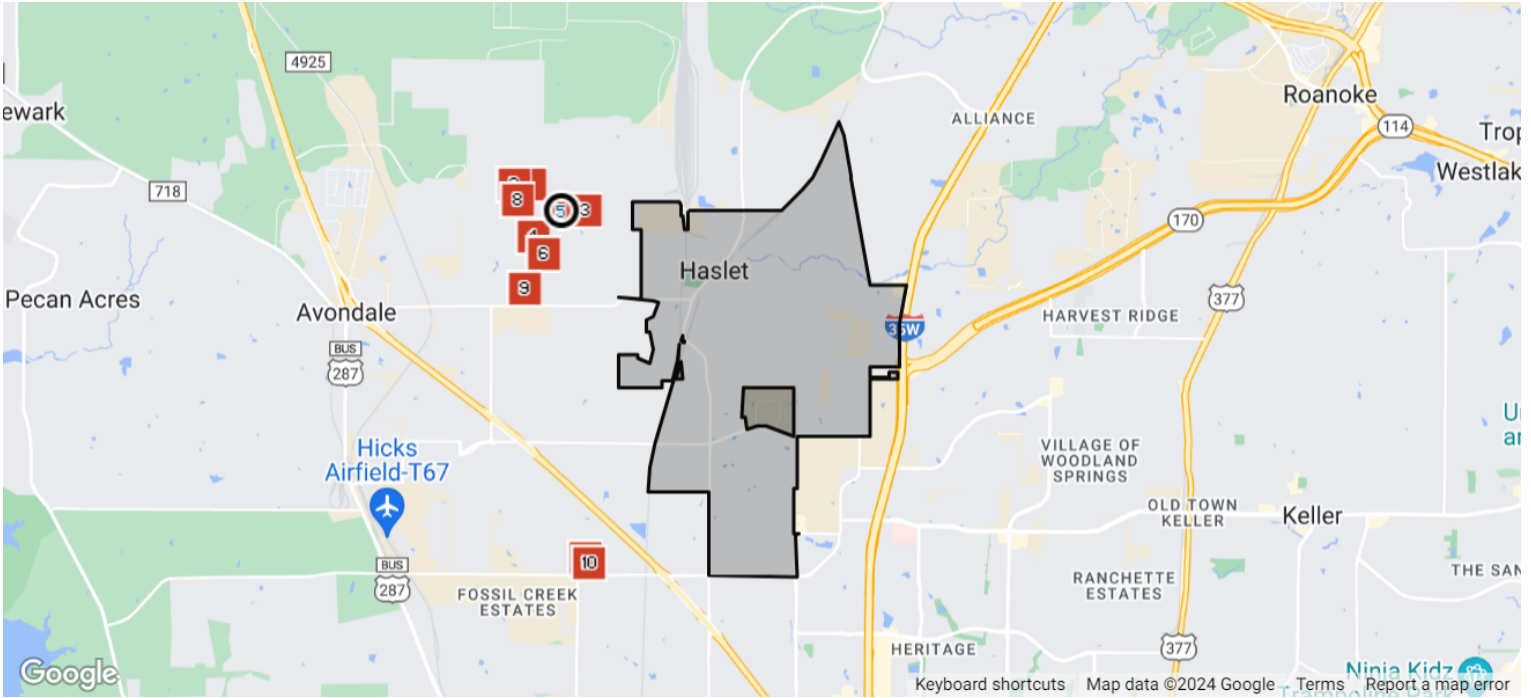 4925
ewark
Roanoke
ALLIANCE
114
Trop
Westlak
718
8
5
3
170
4
6
Haslet
9
Pecan Acres
Avondale
377
HARVEST RIDGE
35W
BUS
287
Hicks
Airfield-T67
VILLAGE OF
WOODLAND
SPRINGS
OLD TOWN
KELLER
Keller
10
BUS
287
FOSSIL CREEK
ESTATES
RANCHETTE
ESTATES
THE SAN
HERITAGE
377
Ninja Kidz
Google
Keyboard shortcuts
Map data ©2024 Google
Terms
Report a map error